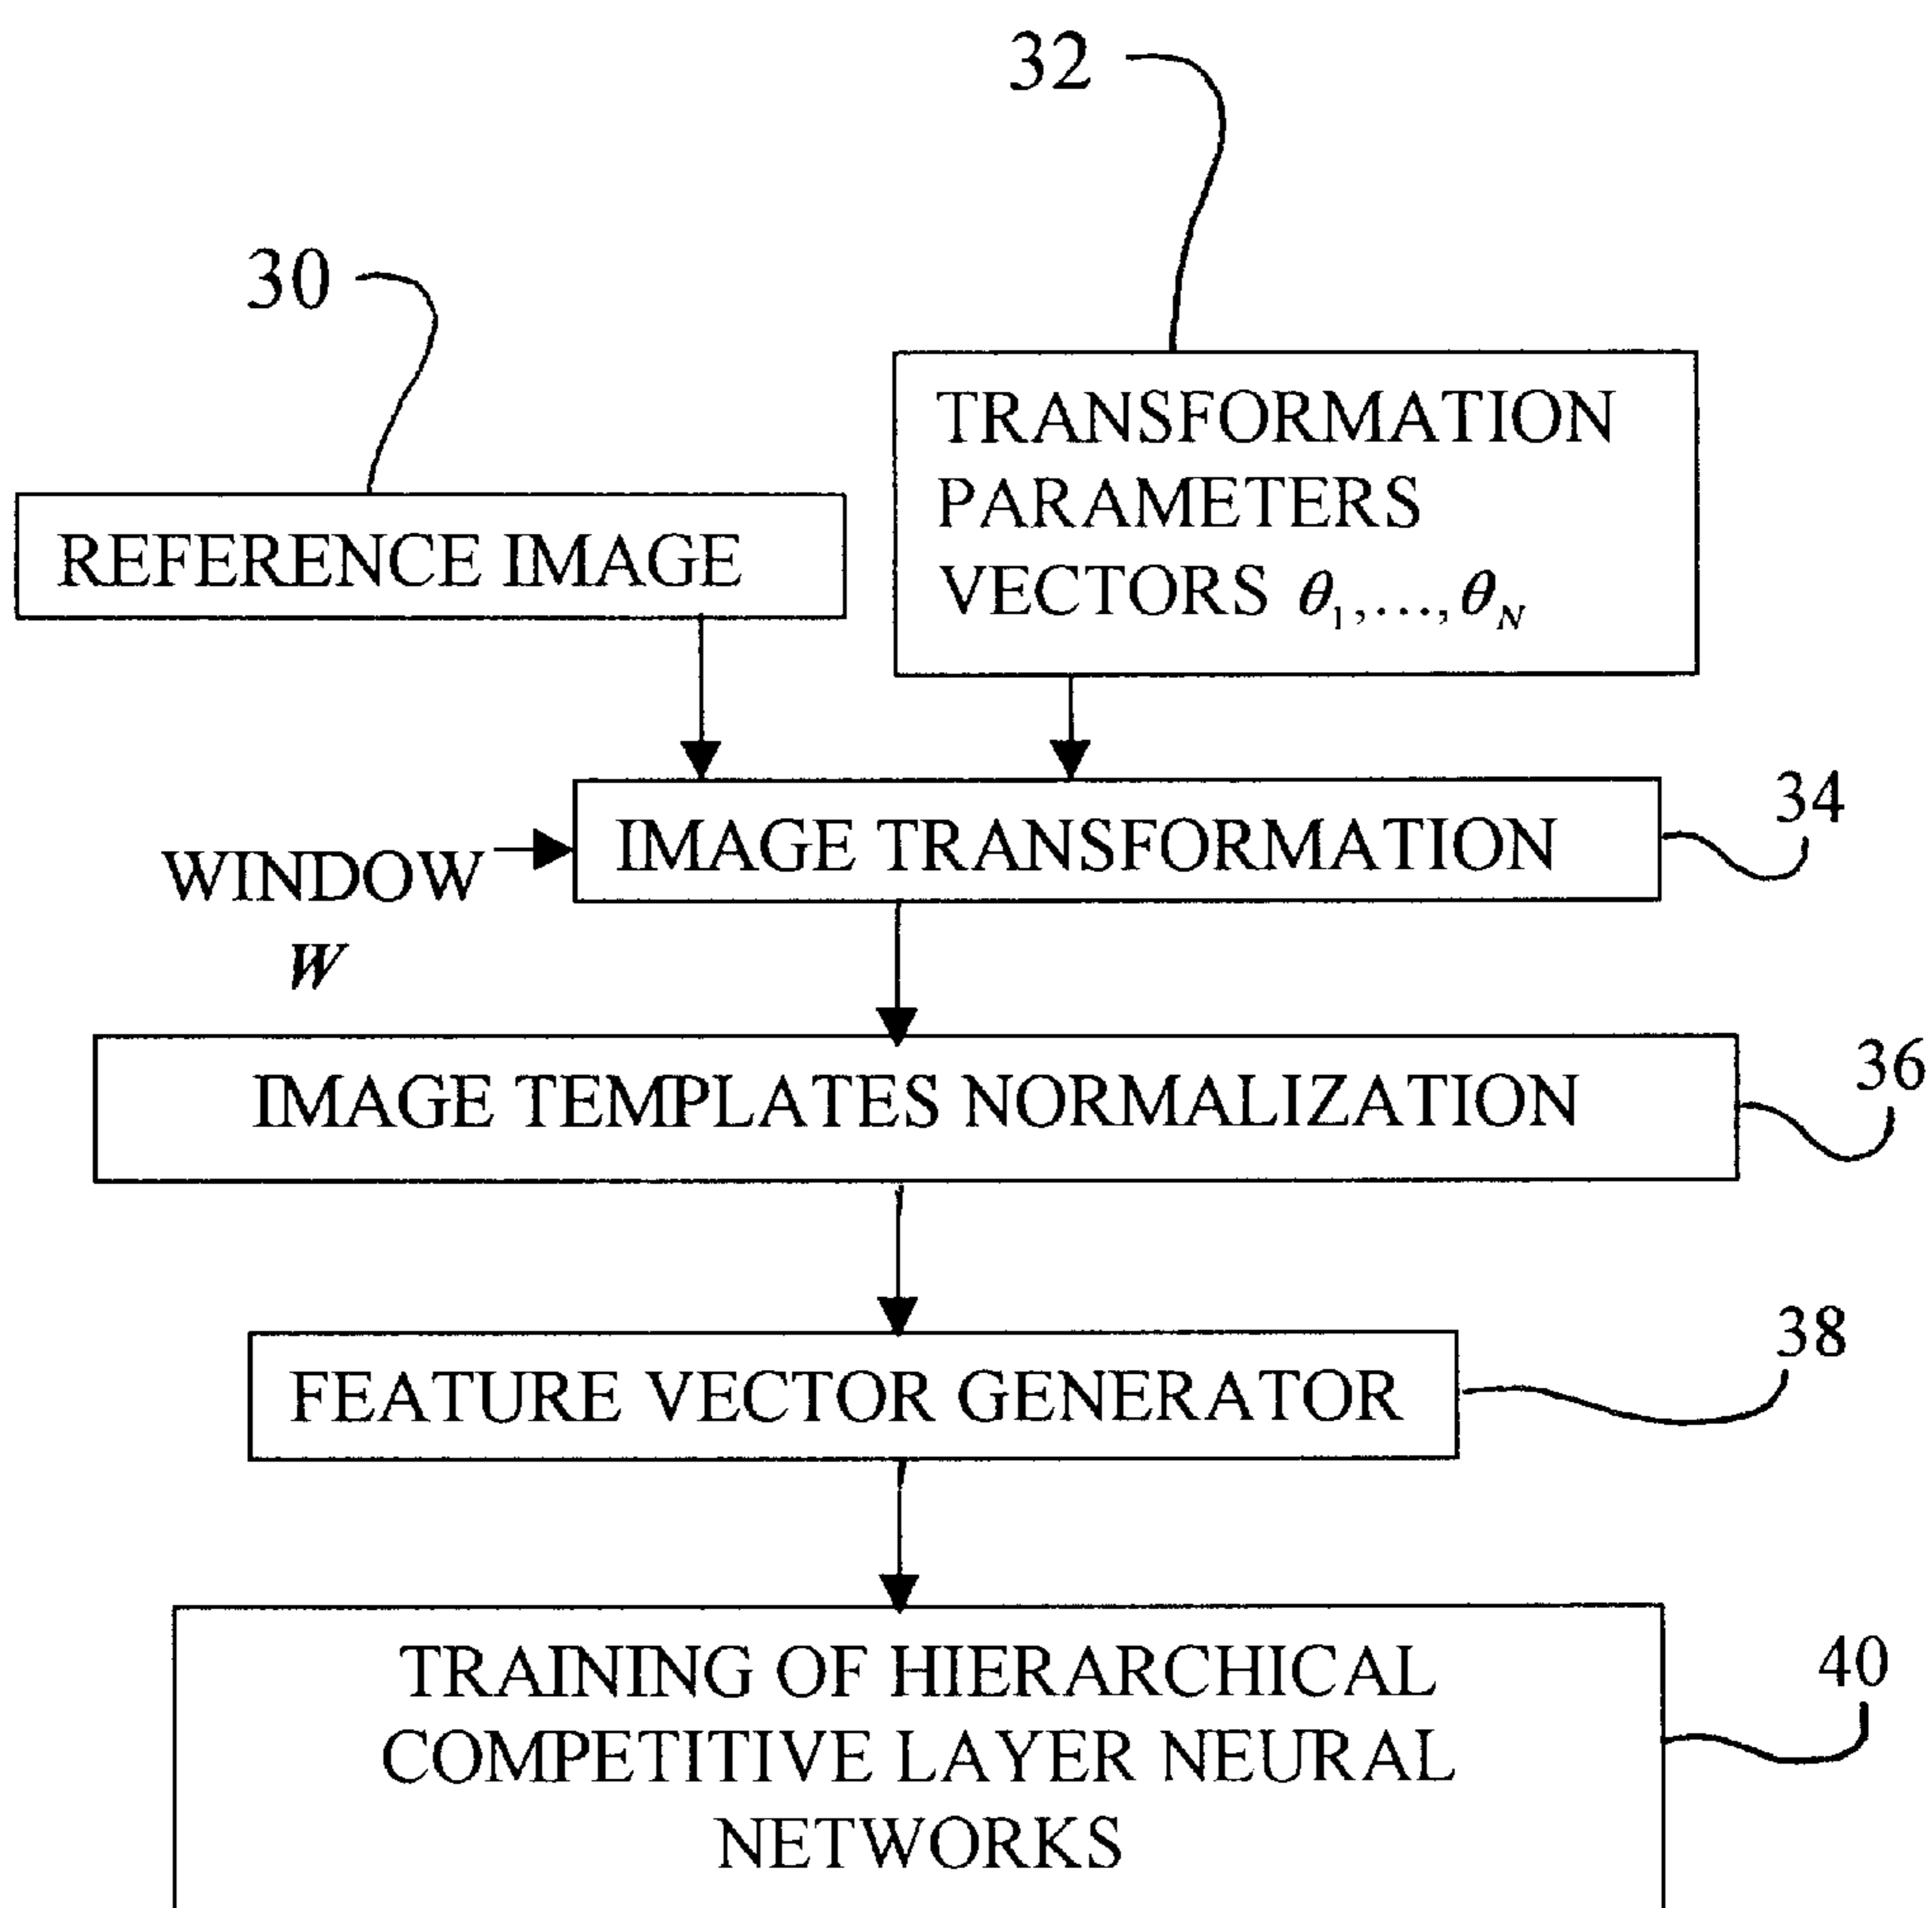 32
30
TRANSFORMATION
PARAMETERS
VECTORS θ₁,...,θ_N
REFERENCE IMAGE
34
IMAGE TRANSFORMATION
WINDOW
W
36
IMAGE TEMPLATES NORMALIZATION
38
FEATURE VECTOR GENERATOR
40
TRAINING OF HIERARCHICAL
COMPETITIVE LAYER NEURAL
NETWORKS